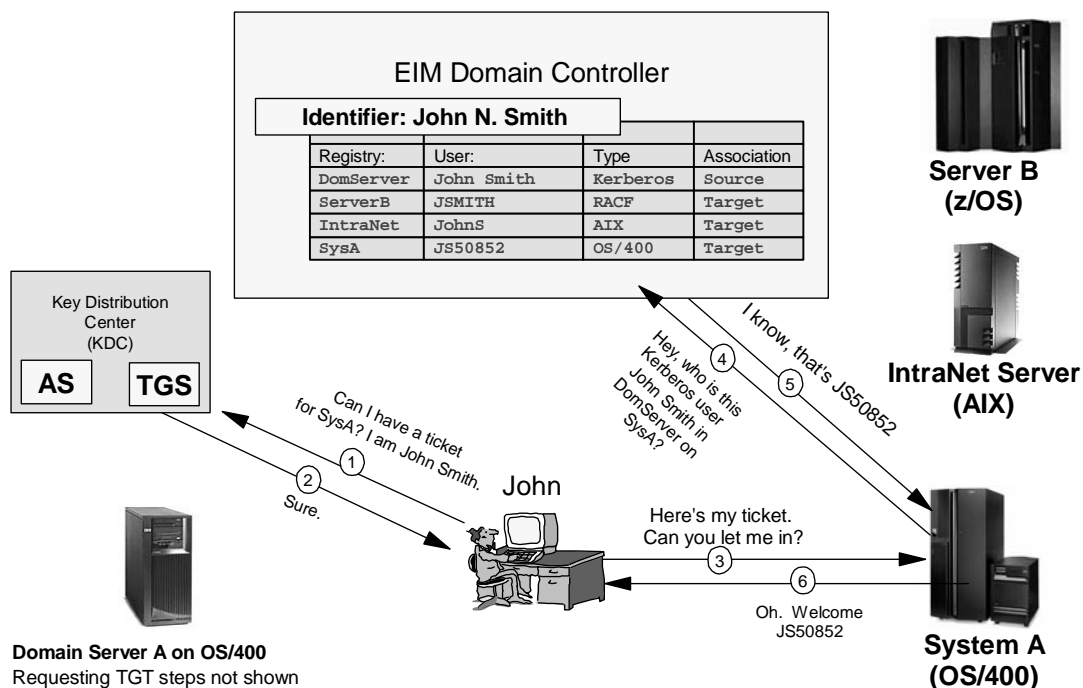 EIM Domain Controller
Identifier: John N. Smith
Registry: User: Type Association
DomServer John Smith Kerberos Source
ServerB JSMITH RACF Target
IntraNet JohnS AIX Target
SysA JS50852 OS/400 Target
Server B
(z/OS)
IntraNet Server
(AIX)
Key Distribution
Center
(KDC)
AS
TGS
Can I have a ticket
for SysA? I am John Smith.
1
2
Sure.
John
Here's my ticket.
Can you let me in?
3
Hey, who is this
Kerberos user
John Smith in
DomServer on
SysA?
4
I know, that's JS50852
5
6
Oh. Welcome
JS50852
System A
(OS/400)
Domain Server A on OS/400
Requesting TGT steps not shown